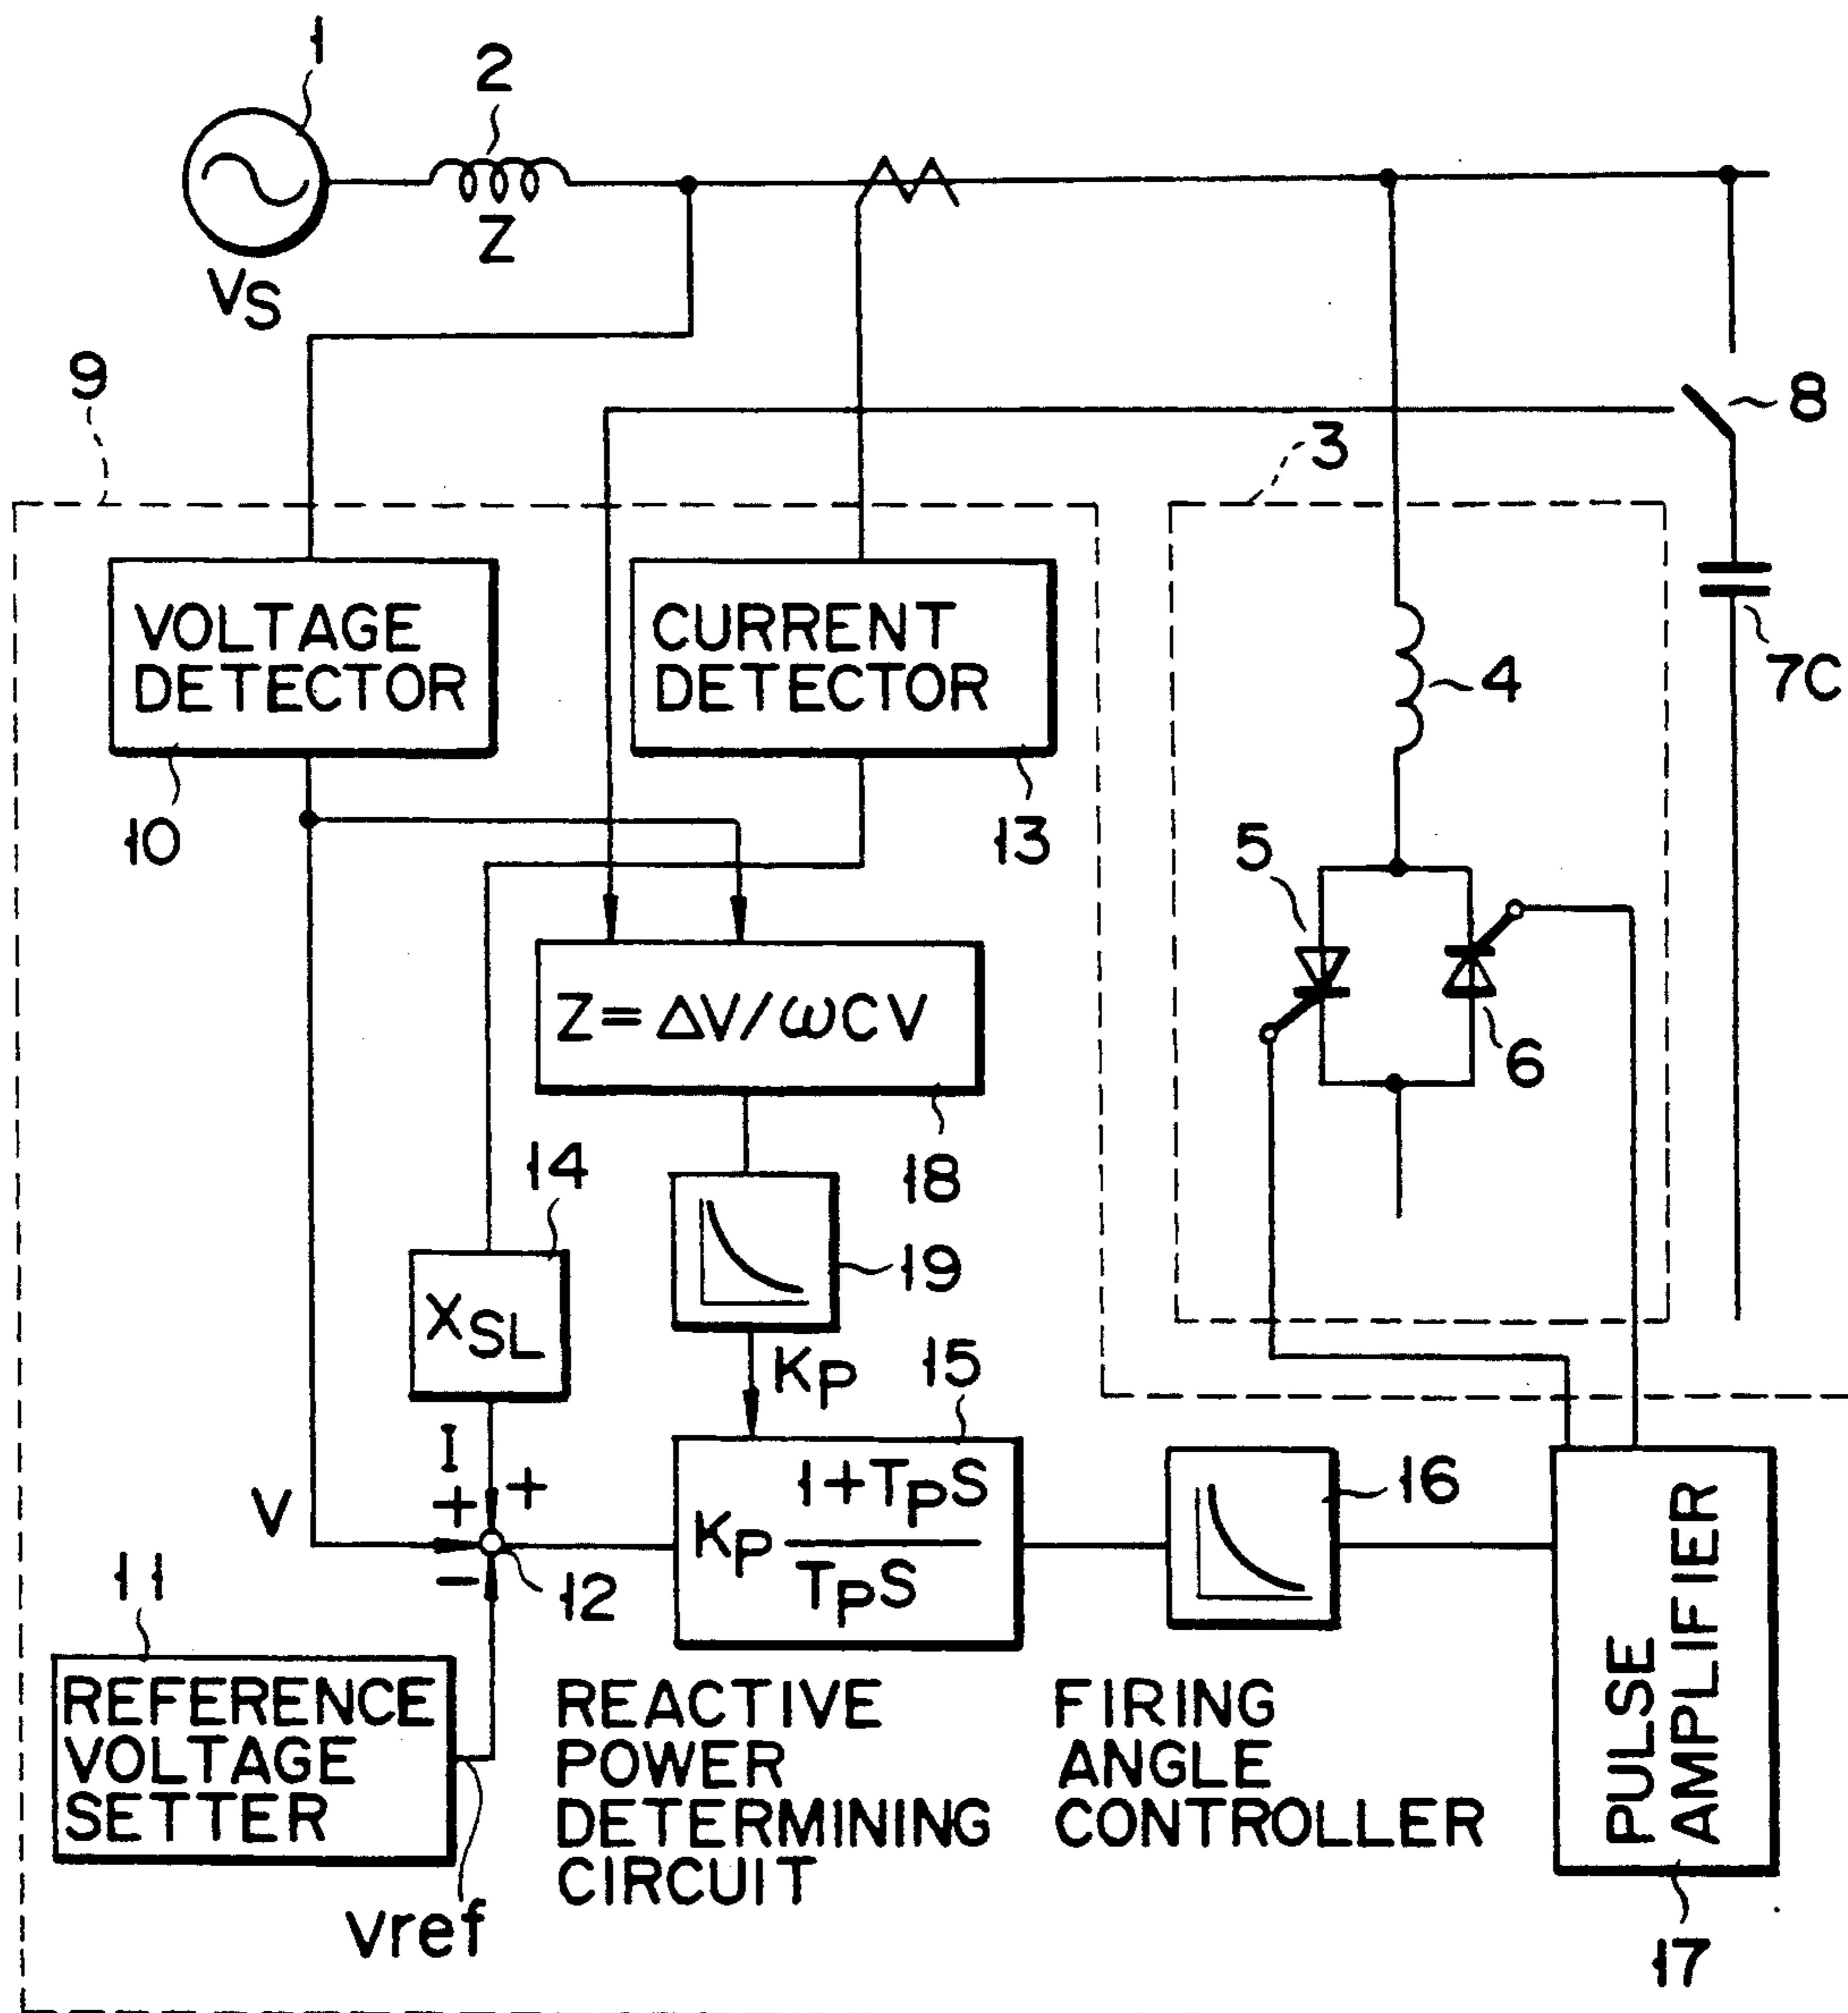 1
2
Z
VS
9
8
3
VOLTAGE
DETECTOR
CURRENT
DETECTOR
4
7C
10
13
5
Z=ΔV/ωCV
6
14
18
XSL
19
KP
15
I
+
+
V
KP 1+TPS
TPS
16
11
−
12
REFERENCE
VOLTAGE
SETTER
REACTIVE
POWER
DETERMINING
CIRCUIT
FIRING
ANGLE
CONTROLLER
PULSE
AMPLIFIER
Vref
17